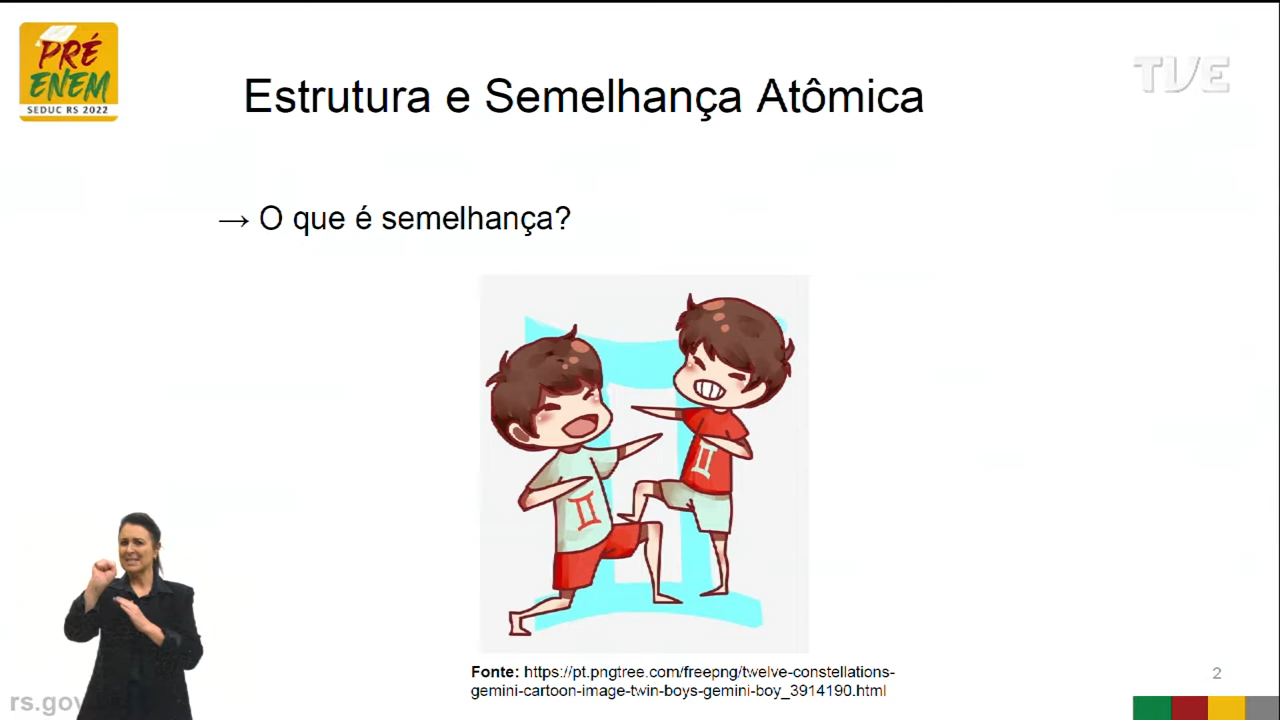 PRÉ
ENEM
SEDUC RS 2022
TVE
Estrutura e Semelhança Atômica
→ O que é semelhança?
Fonte: https://pt.pngtree.com/freepng/twelve-constellations-
gemini-cartoon-image-twin-boys-gemini-boy_3914190.html
2
rs.gov